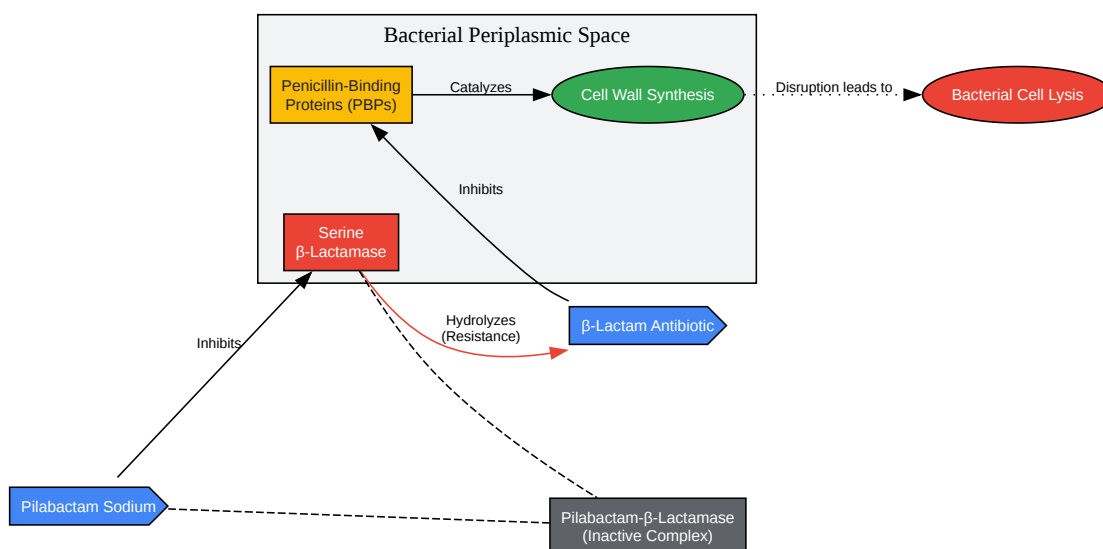 Bacterial Periplasmic Space
Penicillin-Binding
Proteins (PBPs)
Catalyzes
Cell Wall Synthesis
Disruption leads to
Bacterial Cell Lysis
Inhibits
Serine
β-Lactamase
Hydrolyzes
(Resistance)
β-Lactam Antibiotic
Inhibits
Pilabactam Sodium
Pilabactam-β-Lactamase
(Inactive Complex)